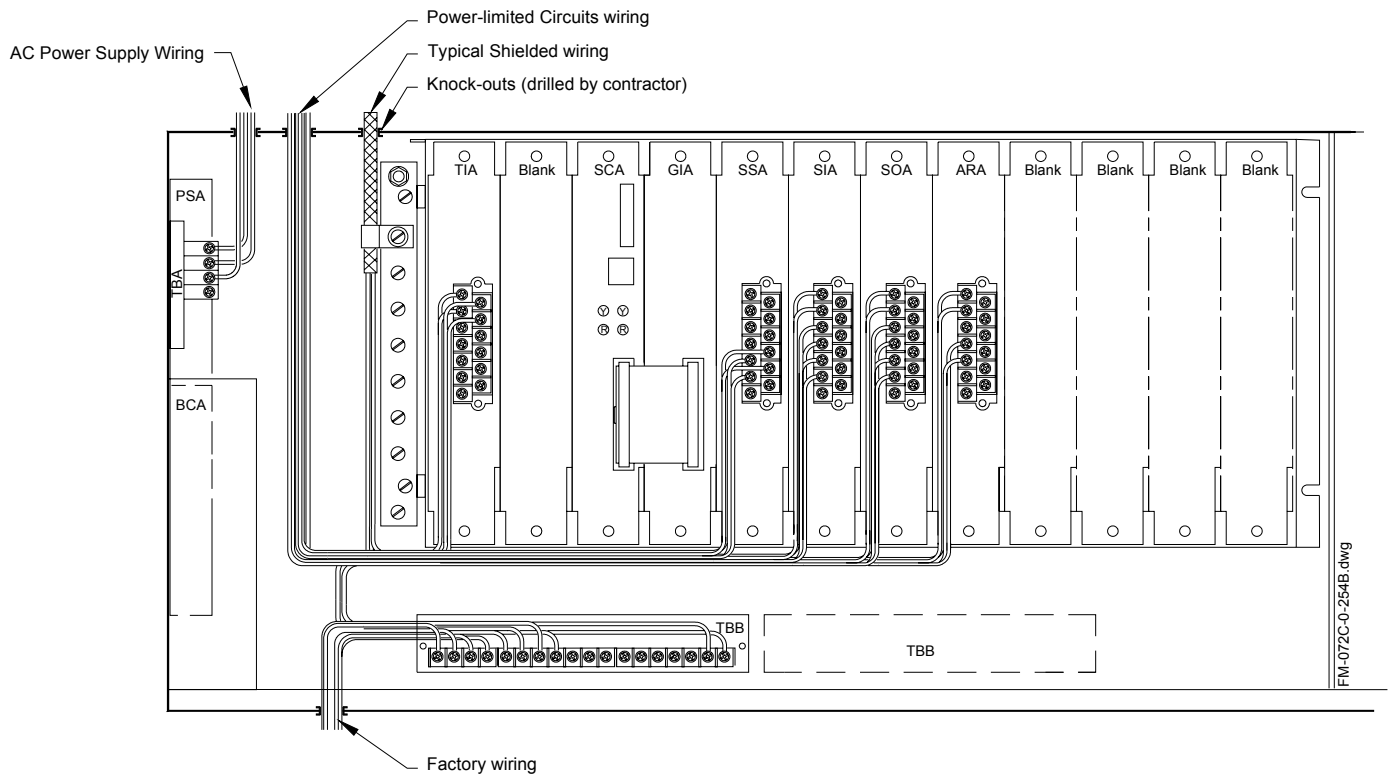 Power-limited Circuits wiring
AC Power Supply Wiring
Typical Shielded wiring
Knock-outs (drilled by contractor)
TIA
Blank
SCA
GIA
SSA
SIA
SOA
ARA
Blank
Blank
Blank
Blank
PSA
TBA
BCA
Y Y
R R
TBB
TBB
FM-072C-0-254B.dwg
Factory wiring